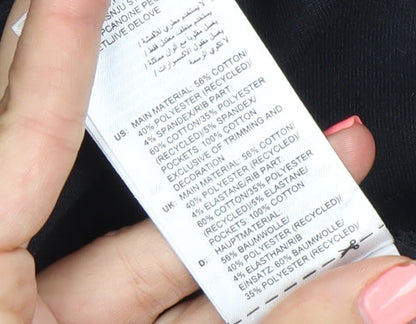 US: MAIN MATERIAL: 56% COTTON/
40% POLYESTER (RECYCLED)/
4% SPANDEX/RIB PART:
60% COTTON/35% POLYESTER
(RECYCLED)/5% SPANDEX/
POCKETS: 100% COTTON
EXCLUSIVE OF TRIMMING AND
DECORATION
UK: MAIN MATERIAL: 56% COTTON/
40% POLYESTER (RECYCLED)/
4% ELASTANE/RIB PART:
60% COTTON/35% POLYESTER
(RECYCLED)/5% ELASTANE/
POCKETS: 100% COTTON
D: HAUPTMATERIAL:
56% BAUMWOLLE/
40% POLYESTER (RECYCLED)/
4% ELASTHAN/RIB
EINSATZ: 60% BAUMWOLLE/
35% POLYESTER (RECYCLED)/